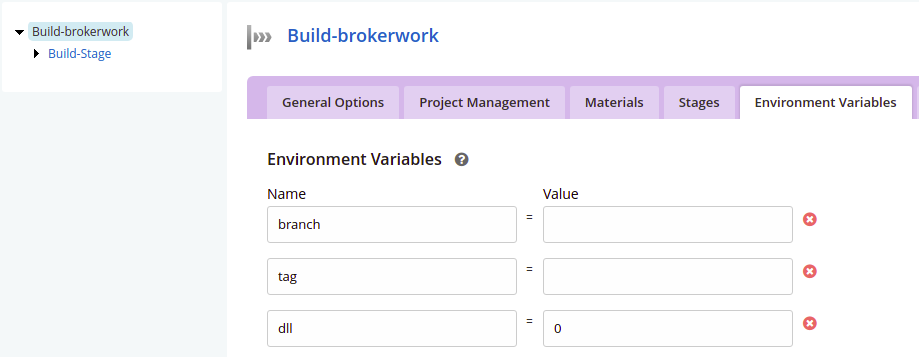 Build-brokerwork
Build-Stage
Build-brokerwork
General Options Project Management Materials Stages Environment Variables
Environment Variables ?
Name Value
branch =
tag =
dll = 0